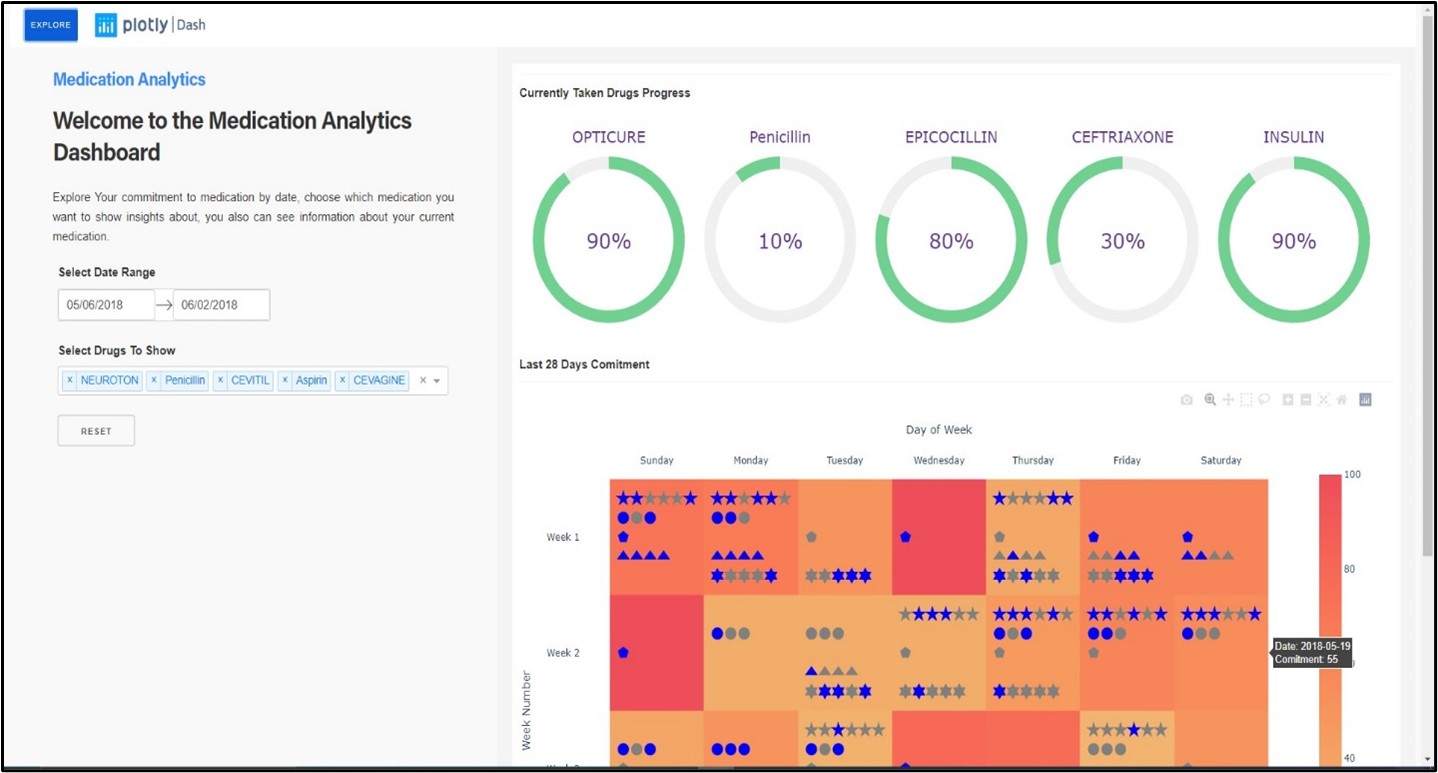 EXPLORE
plotly | Dash
Medication Analytics
Welcome to the Medication Analytics
Dashboard
Explore Your commitment to medication by date, choose which medication you
want to show insights about, you also can see information about your current
medication.
Select Date Range
05/06/2018 → 06/02/2018
Select Drugs To Show
× NEUROTON × Penicillin × CEVITIL × Aspirin × CEVAGINE ×
RESET
Currently Taken Drugs Progress
OPTICURE Penicillin EPICOCILLIN CEFTRIAXONE INSULIN
90% 10% 80% 30% 90%
Last 28 Days Comitment
Day of Week
Sunday Monday Tuesday Wednesday Thursday Friday Saturday
Week 1
Week 2
Week Number
100
80
40
Date: 2018-05-19
Comitment: 55